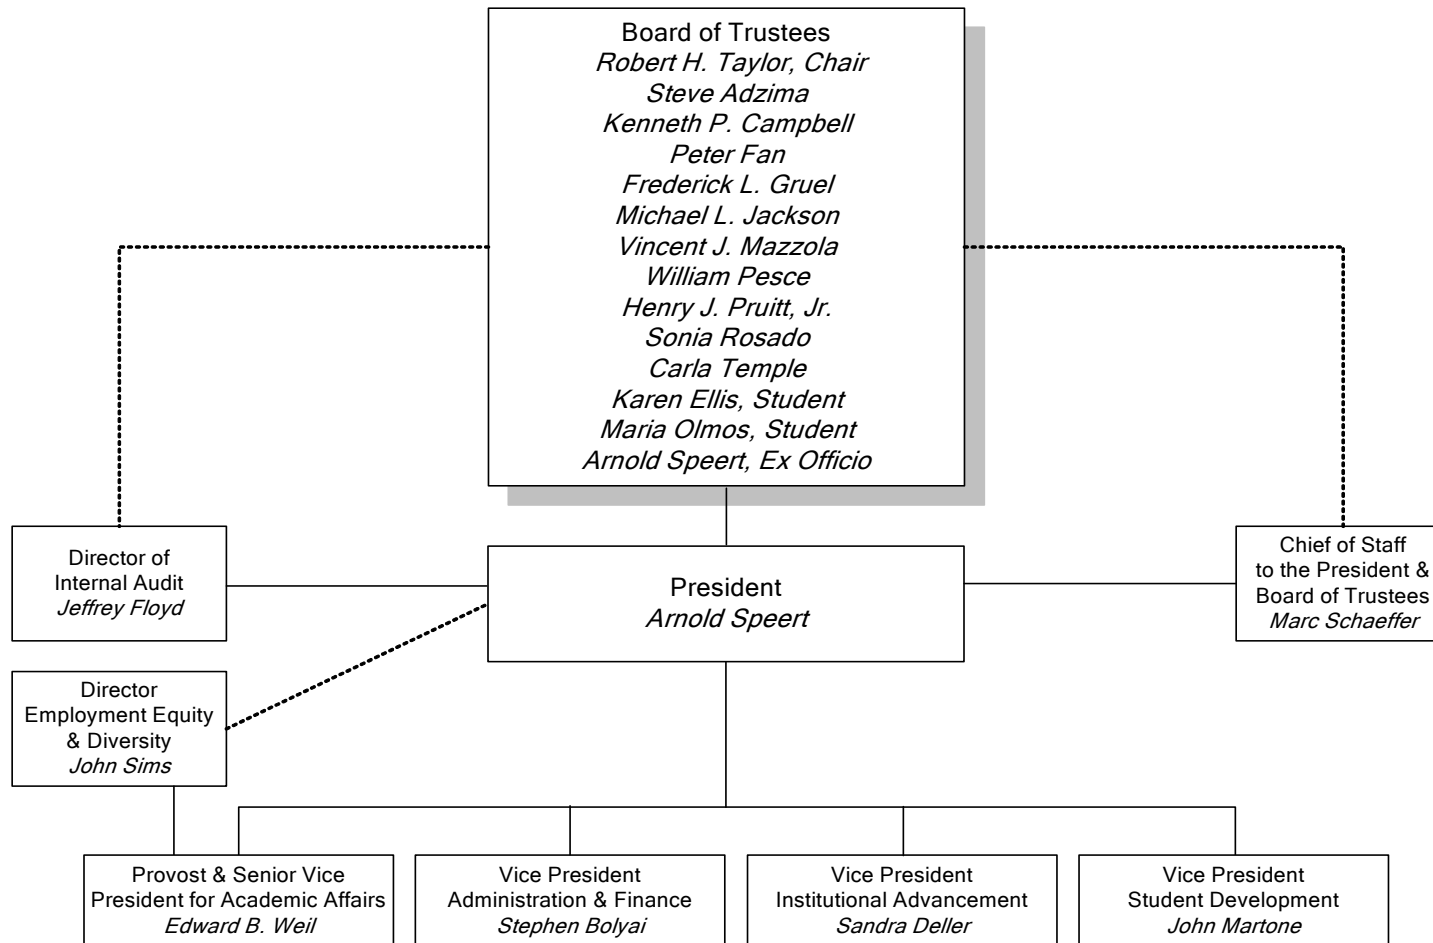 Board of Trustees
Robert H. Taylor, Chair
Steve Adzima
Kenneth P. Campbell
Peter Fan
Frederick L. Gruel
Michael L. Jackson
Vincent J. Mazzola
William Pesce
Henry J. Pruitt, Jr.
Sonia Rosado
Carla Temple
Karen Ellis, Student
Maria Olmos, Student
Arnold Speert, Ex Officio
Director of
Internal Audit
Jeffrey Floyd
President
Arnold Speert
Chief of Staff
to the President &
Board of Trustees
Marc Schaeffer
Director
Employment Equity
& Diversity
John Sims
Provost & Senior Vice
President for Academic Affairs
Edward B. Weil
Vice President
Administration & Finance
Stephen Bolyai
Vice President
Institutional Advancement
Sandra Deller
Vice President
Student Development
John Martone